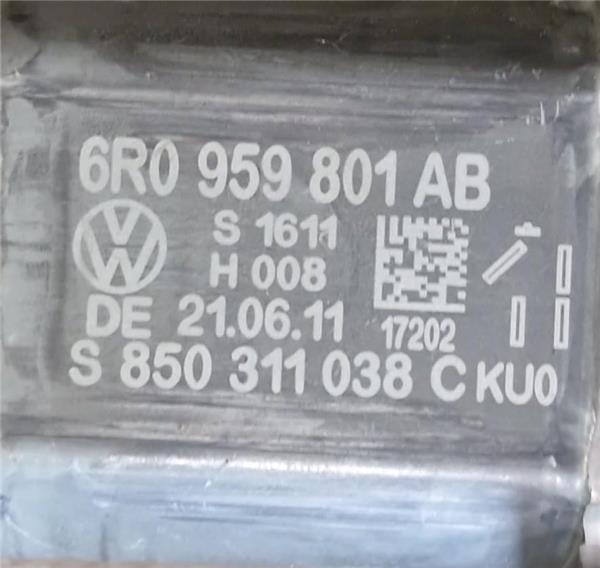 6R0 959 801 AB
S 1611
H 008
DE 21.06.11 17202
S 850 311 038 C KU0